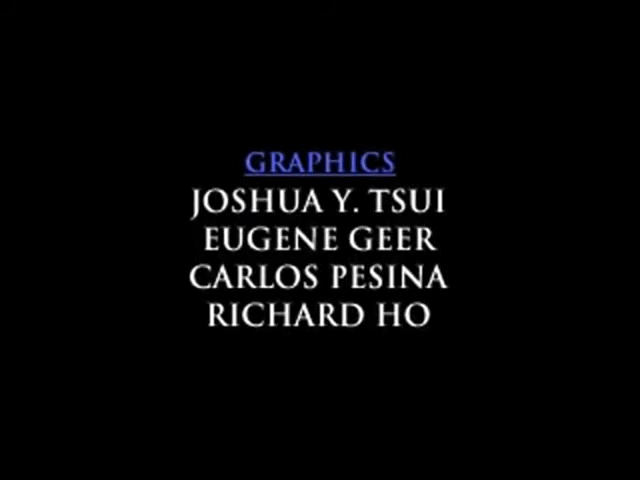 GRAPHICS
JOSHUA Y. TSUI
EUGENE GEER
CARLOS PESINA
RICHARD HO